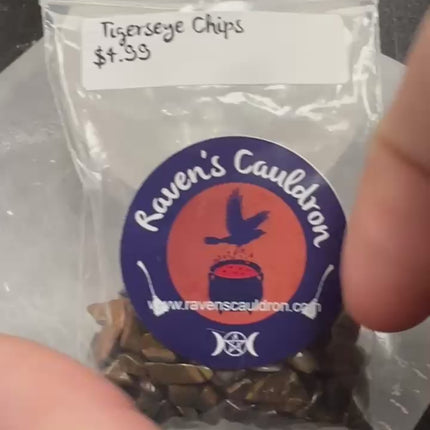 Tigerseye Chips
$4.99
Raven's Cauldron
www.ravenscauldron.com